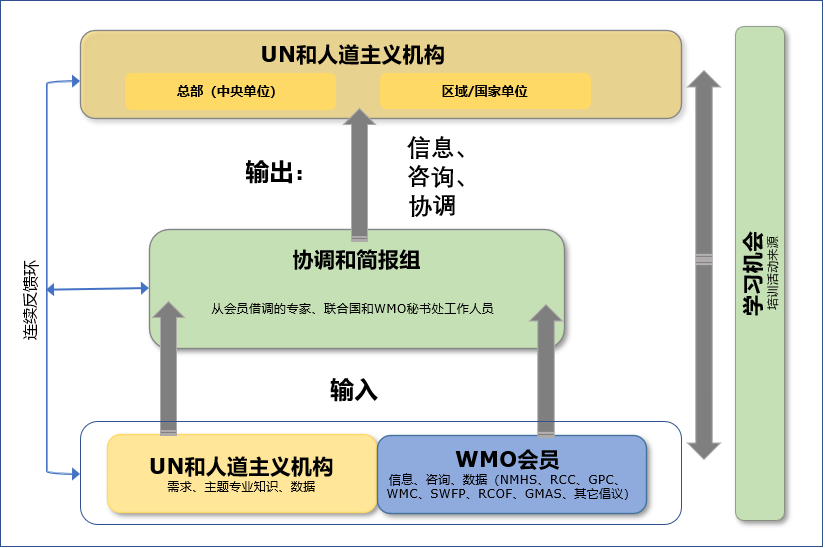 UN和人道主义机构
总部（中央单位）
区域/国家单位
输出：
信息、
咨询、
协调
协调和简报组
从会员借调的专家、联合国和WMO秘书处工作人员
连续反馈环
输入
UN和人道主义机构
需求、主题专业知识、数据
WMO会员
信息、咨询、数据（NMHS、RCC、GPC、
WMC、SWFP、RCOF、GMAS、其它倡议）
学习机会
培训活动来源